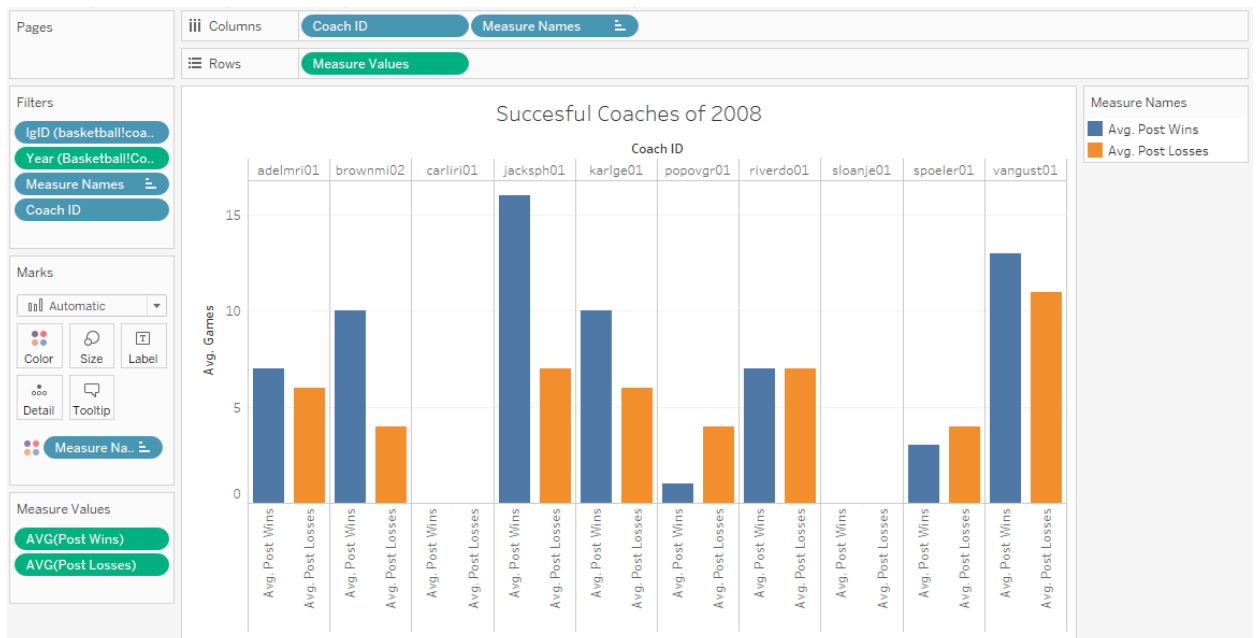 Pages
Columns
Coach ID
Measure Names
Rows
Measure Values
Filters
lgID (basketball!coa..
Year (Basketball!Co..
Measure Names
Coach ID
Marks
Automatic
Color
Size
Label
Detail
Tooltip
Measure Na..
Measure Values
AVG(Post Wins)
AVG(Post Losses)
Succesful Coaches of 2008
Coach ID
adelmri01 brownmi02 carliri01 jacksph01 karlge01 popovgr01 riverdo01 sloanje01 spoeler01 vangust01
Avg. Games
15
10
5
0
Avg. Post Wins
Avg. Post Losses
Avg. Post Wins
Avg. Post Losses
Avg. Post Wins
Avg. Post Losses
Avg. Post Wins
Avg. Post Losses
Avg. Post Wins
Avg. Post Losses
Avg. Post Wins
Avg. Post Losses
Avg. Post Wins
Avg. Post Losses
Avg. Post Wins
Avg. Post Losses
Avg. Post Wins
Avg. Post Losses
Avg. Post Wins
Avg. Post Losses
Measure Names
Avg. Post Wins
Avg. Post Losses